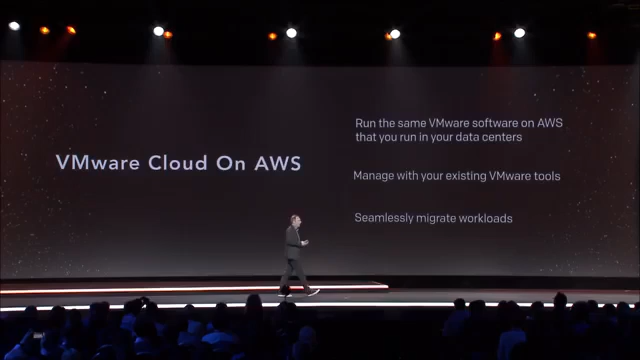 VMware Cloud On AWS
Run the same VMware software on AWS
that you run in your data centers
Manage with your existing VMware tools
Seamlessly migrate workloads